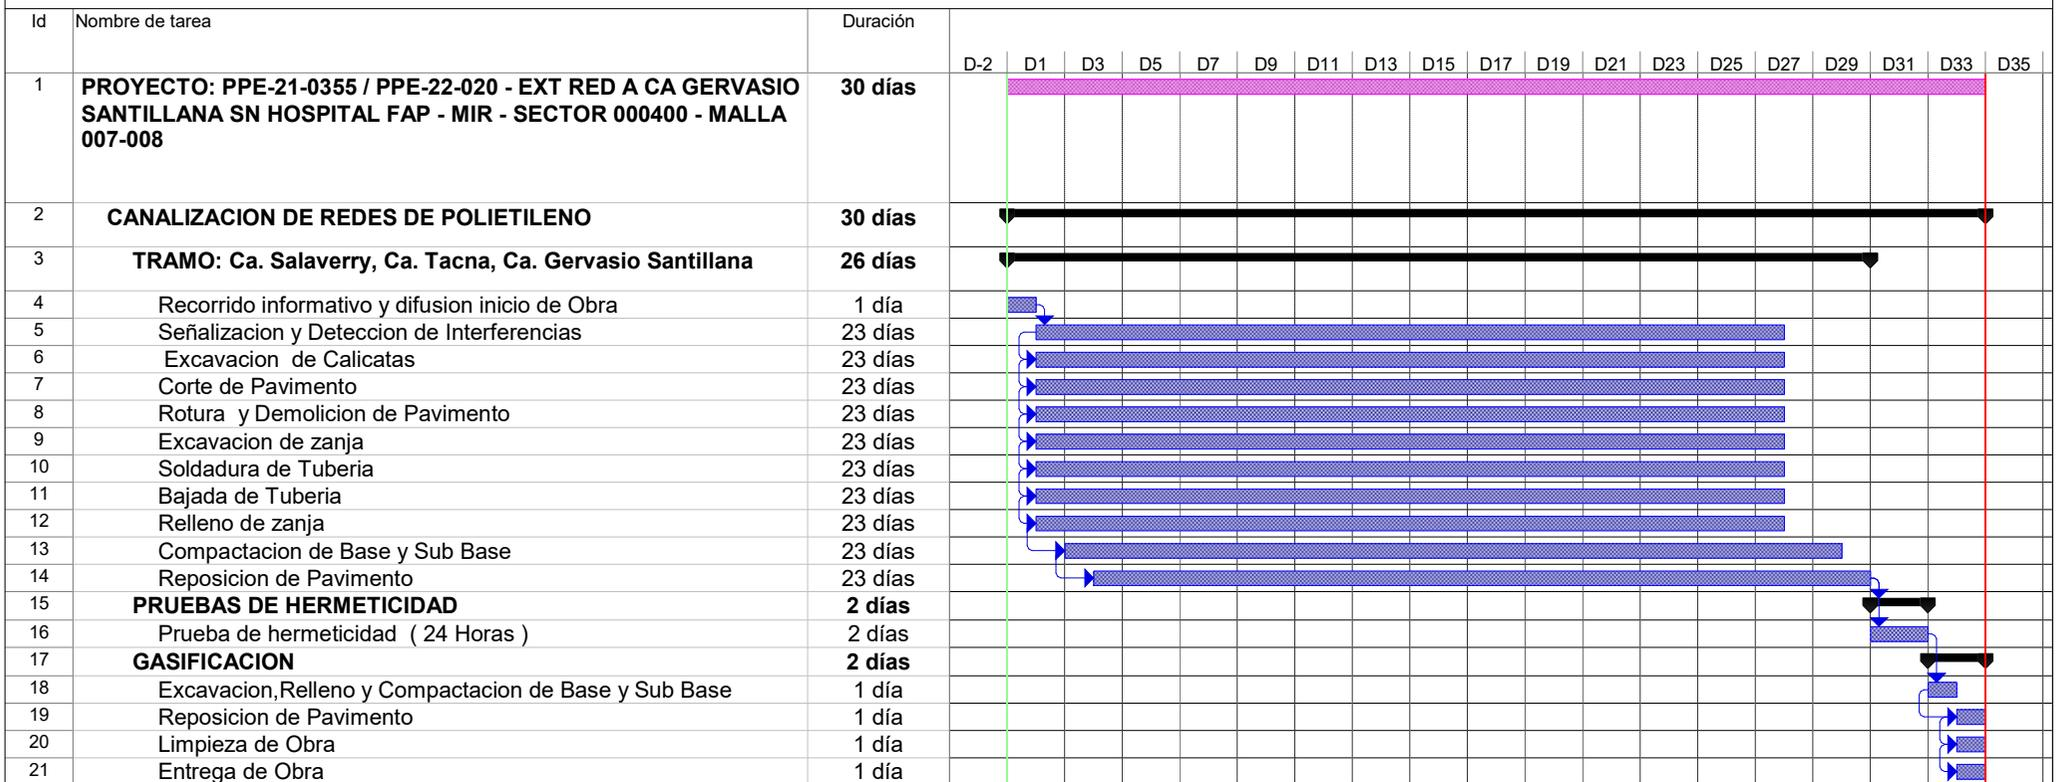 Id Nombre de tarea Duración
D-2 D1 D3 D5 D7 D9 D11 D13 D15 D17 D19 D21 D23 D25 D27 D29 D31 D33 D35
1 PROYECTO: PPE-21-0355 / PPE-22-020 - EXT RED A CA GERVASIO 30 días
SANTILLANA SN HOSPITAL FAP - MIR - SECTOR 000400 - MALLA
007-008
2 CANALIZACION DE REDES DE POLIETILENO 30 días
3 TRAMO: Ca. Salaverry, Ca. Tacna, Ca. Gervasio Santillana 26 días
4 Recorrido informativo y difusion inicio de Obra 1 día
5 Señalizacion y Deteccion de Interferencias 23 días
6 Excavacion de Calicatas 23 días
7 Corte de Pavimento 23 días
8 Rotura y Demolicion de Pavimento 23 días
9 Excavacion de zanja 23 días
10 Soldadura de Tuberia 23 días
11 Bajada de Tuberia 23 días
12 Relleno de zanja 23 días
13 Compactacion de Base y Sub Base 23 días
14 Reposicion de Pavimento 23 días
15 PRUEBAS DE HERMETICIDAD 2 días
16 Prueba de hermeticidad ( 24 Horas ) 2 días
17 GASIFICACION 2 días
18 Excavacion,Relleno y Compactacion de Base y Sub Base 1 día
19 Reposicion de Pavimento 1 día
20 Limpieza de Obra 1 día
21 Entrega de Obra 1 día